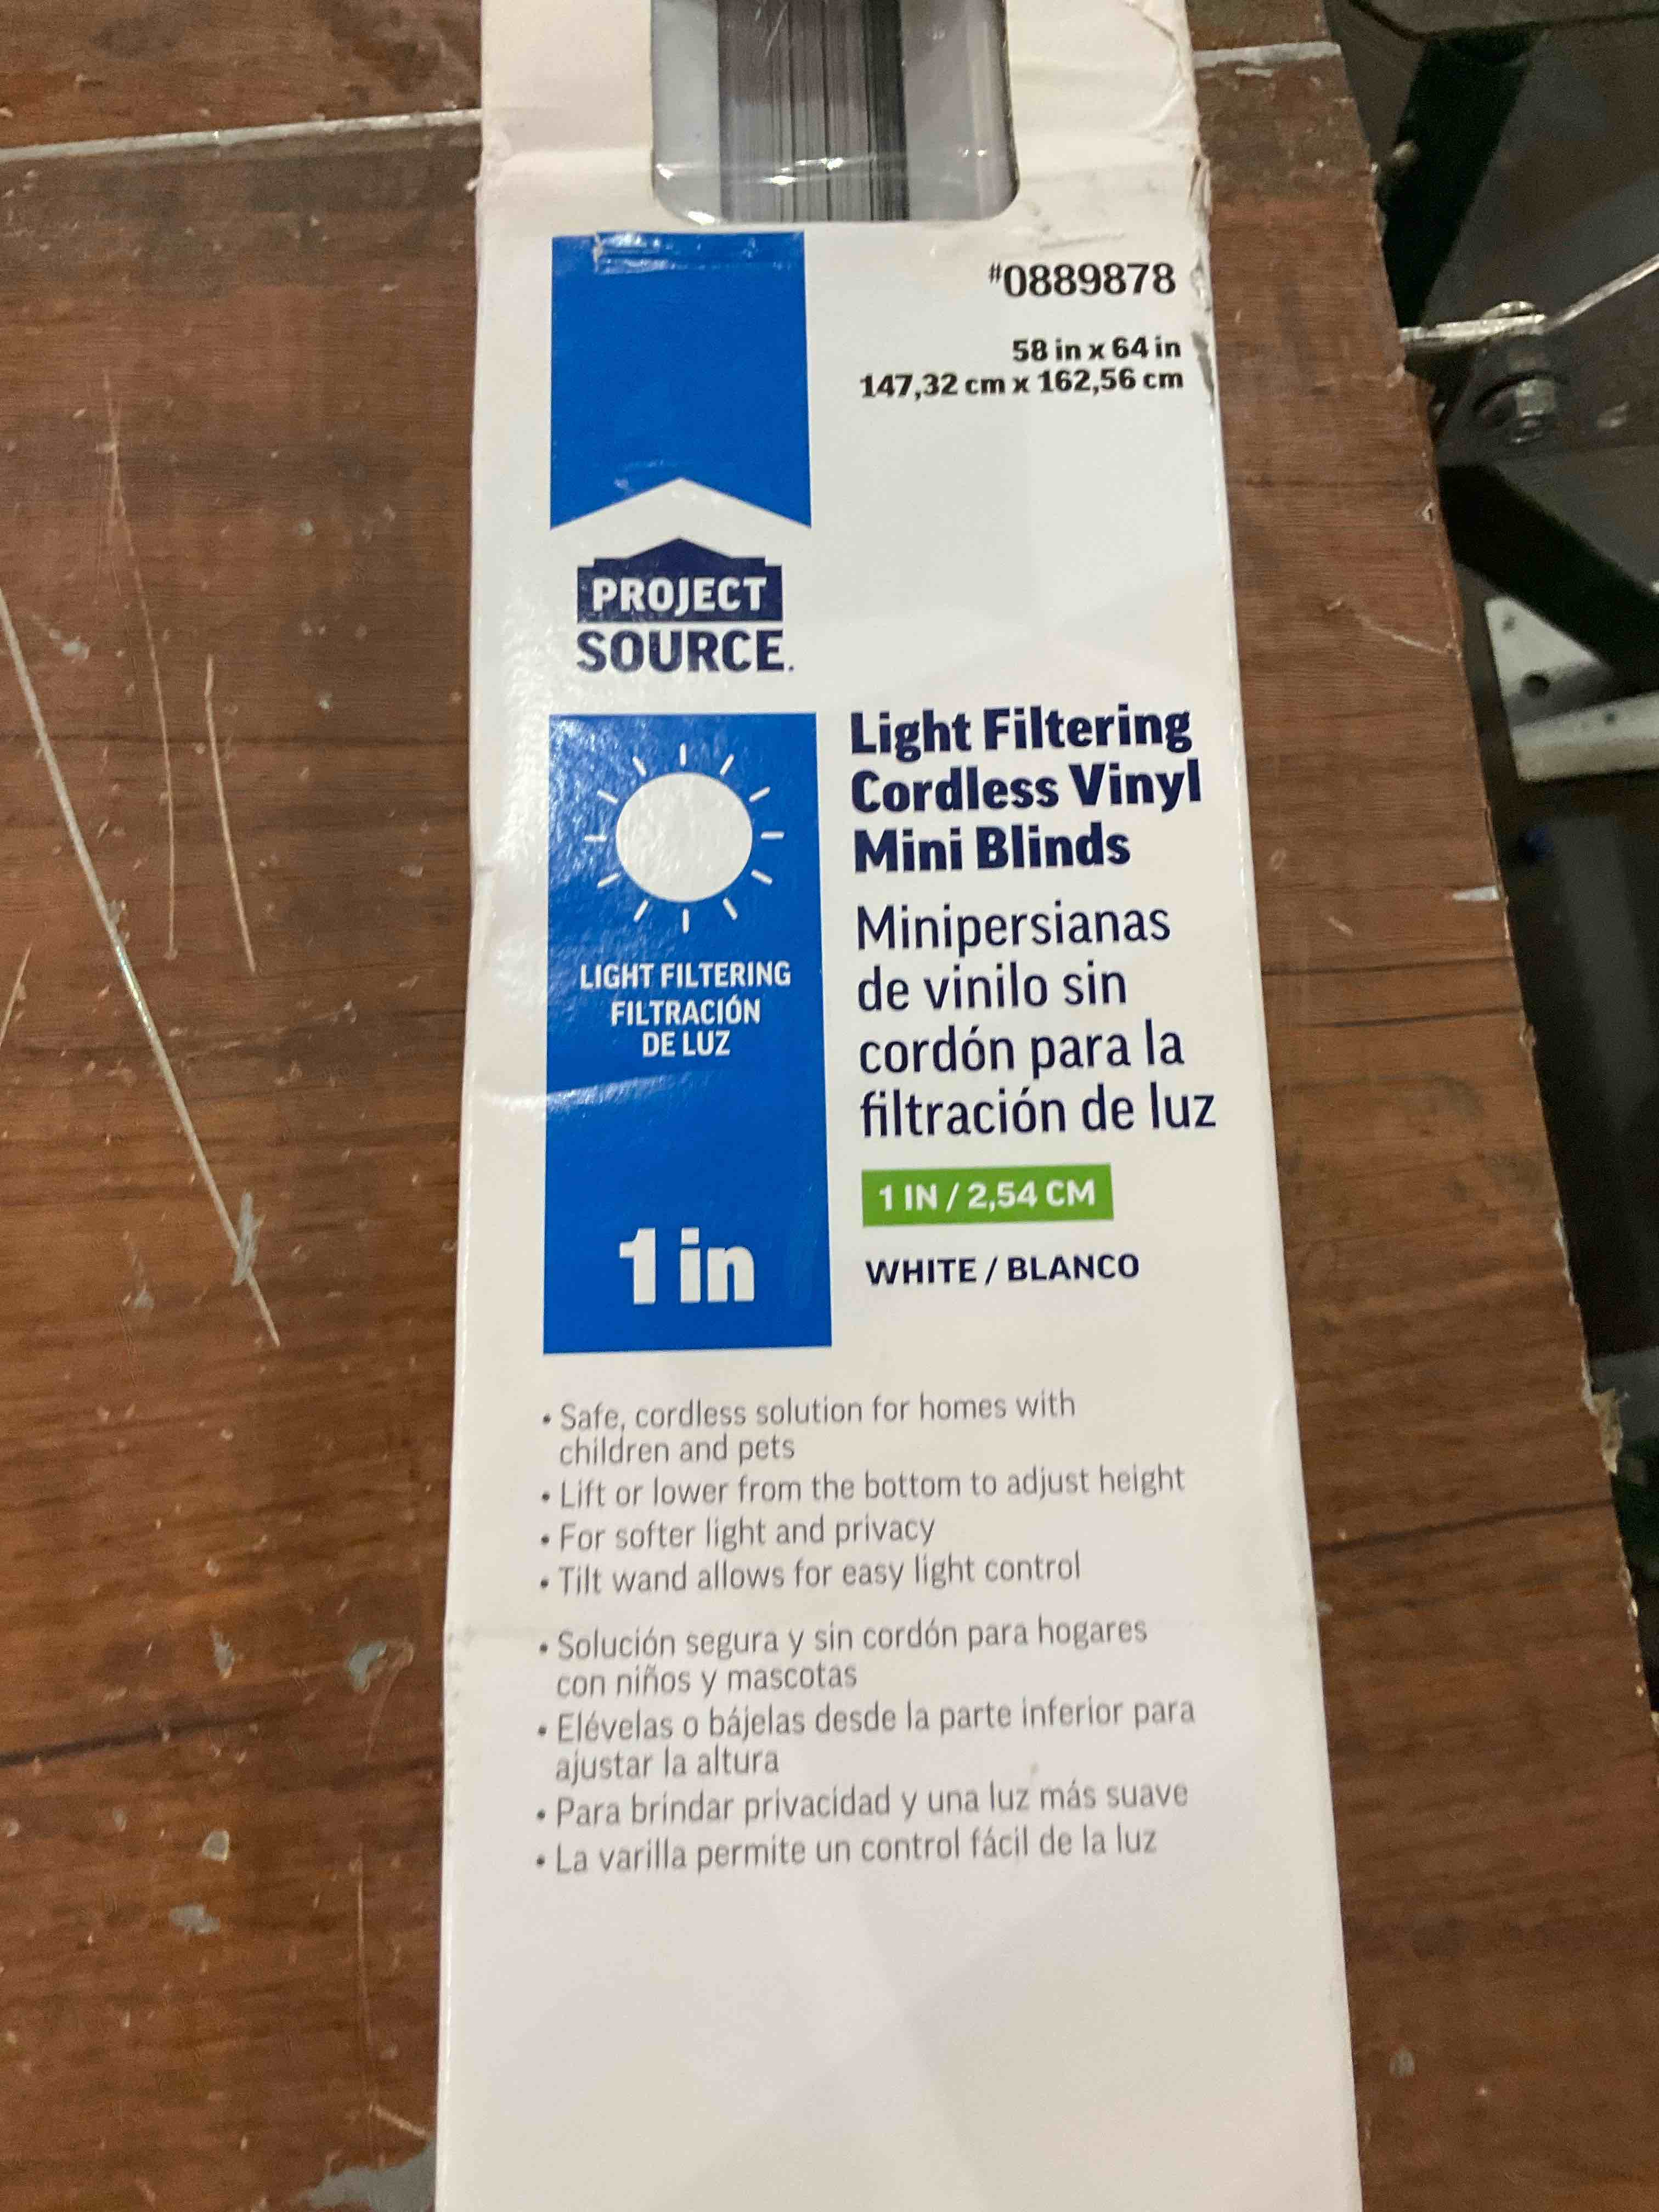 #0889878
58 in x 64 in
147,32 cm x 162,56 cm
PROJECT
SOURCE.
Light Filtering
Cordless Vinyl
Mini Blinds
Minipersianas
de vinilo sin
cordón para la
filtración de luz
1 IN / 2,54 CM
WHITE / BLANCO
LIGHT FILTERING
FILTRACIÓN
DE LUZ
1 in
• Safe, cordless solution for homes with
children and pets
• Lift or lower from the bottom to adjust height
• For softer light and privacy
• Tilt wand allows for easy light control
• Solución segura y sin cordón para hogares
con niños y mascotas
• Elévelas o bájelas desde la parte inferior para
ajustar la altura
• Para brindar privacidad y una luz más suave
• La varilla permite un control fácil de la luz